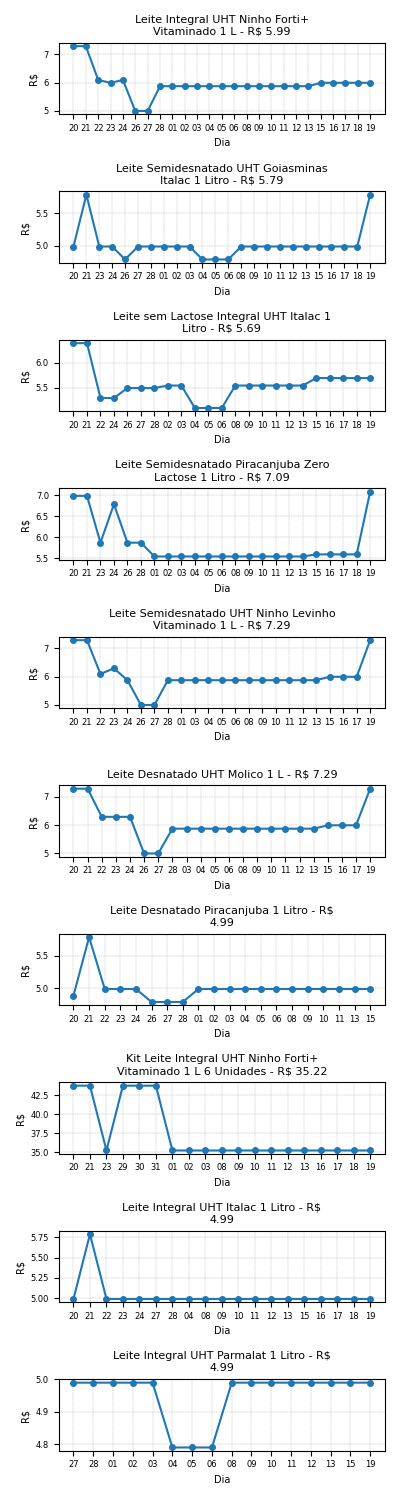 Leite Integral UHT Ninho Forti+
Vitaminado 1 L - R$ 5.99
7
6
5
R$
20 21 22 23 24 26 27 28 01 02 03 04 05 06 08 09 10 11 12 13 15 16 17 18 19
Dia
Leite Semidesnatado UHT Goiasminas
Italac 1 Litro - R$ 5.79
5.5
5.0
R$
20 21 22 24 26 27 28 01 02 03 04 05 06 08 09 10 11 12 13 15 16 17 18 19
Dia
Leite sem Lactose Integral UHT Italac 1
Litro - R$ 5.69
6.0
5.5
R$
20 21 22 24 26 27 28 02 03 04 05 06 08 09 10 11 12 13 15 16 17 18 19
Dia
Leite Semidesnatado Piracanjuba Zero
Lactose 1 Litro - R$ 7.09
7.0
6.5
6.0
5.5
R$
20 21 23 24 26 27 01 02 03 04 05 06 08 09 10 11 12 13 15 16 17 18 19
Dia
Leite Semidesnatado UHT Ninho Levinho
Vitaminado 1 L - R$ 7.29
7
6
5
R$
20 21 22 23 24 26 27 28 01 03 04 05 06 08 09 10 11 12 13 15 16 17 19
Dia
Leite Desnatado UHT Molico 1 L - R$ 7.29
7
6
5
R$
20 21 22 23 24 26 27 28 03 04 05 06 08 09 10 11 12 13 15 16 17 19
Dia
Leite Desnatado Piracanjuba 1 Litro - R$
4.99
5.5
5.0
R$
20 21 22 23 24 26 27 28 01 02 03 04 05 06 08 09 10 11 13 15
Dia
Kit Leite Integral UHT Ninho Forti+
Vitaminado 1 L 6 Unidades - R$ 35.22
42.5
40.0
37.5
35.0
R$
20 21 23 29 30 31 01 02 03 08 09 10 11 12 13 16 17 18 19
Dia
Leite Integral UHT Italac 1 Litro - R$
4.99
5.75
5.50
5.25
5.00
R$
20 21 22 23 24 27 28 04 08 09 10 11 12 13 15 16 17 18 19
Dia
Leite Integral UHT Parmalat 1 Litro - R$
4.99
5.0
4.9
4.8
R$
27 28 01 02 03 04 05 06 08 09 10 11 12 13 15 19
Dia